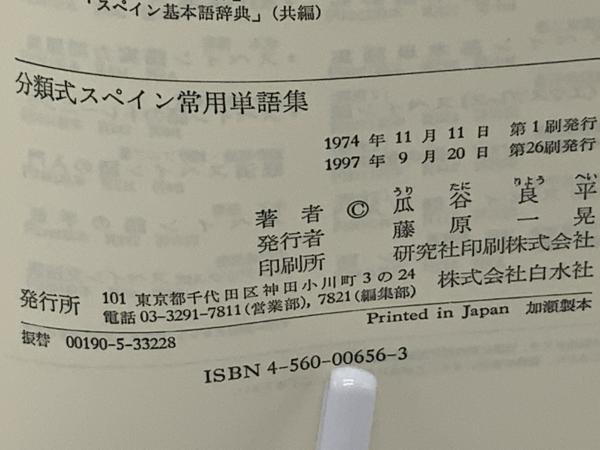 「スペイン基本語辞典」(共編)
分類式スペイン常用単語集
1974 年 11 月 11 日 第 1 刷発行
1997 年 9 月 20 日 第26刷発行
うり たに りよう へい
著者 © 瓜谷良平
発行者 藤原一晃
印刷所 研究社印刷株式会社
発行所 101 東京都千代田区神田小川町 3 の 24
電話 03-3291-7811(営業部), 7821(編集部)
株式会社白水社
振替 00190-5-33228
Printed in Japan 加瀬製本
ISBN 4-560-00656-3